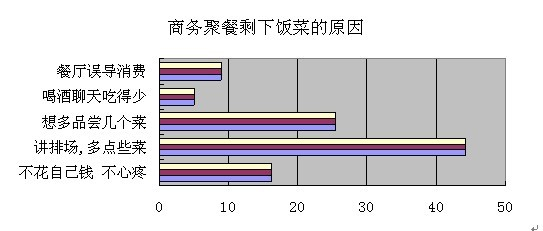 商务聚餐剩下饭菜的原因
餐厅误导消费
喝酒聊天吃得少
想多品尝几个菜
讲排场,多点些菜
不花自己钱 不心疼
0 10 20 30 40 50